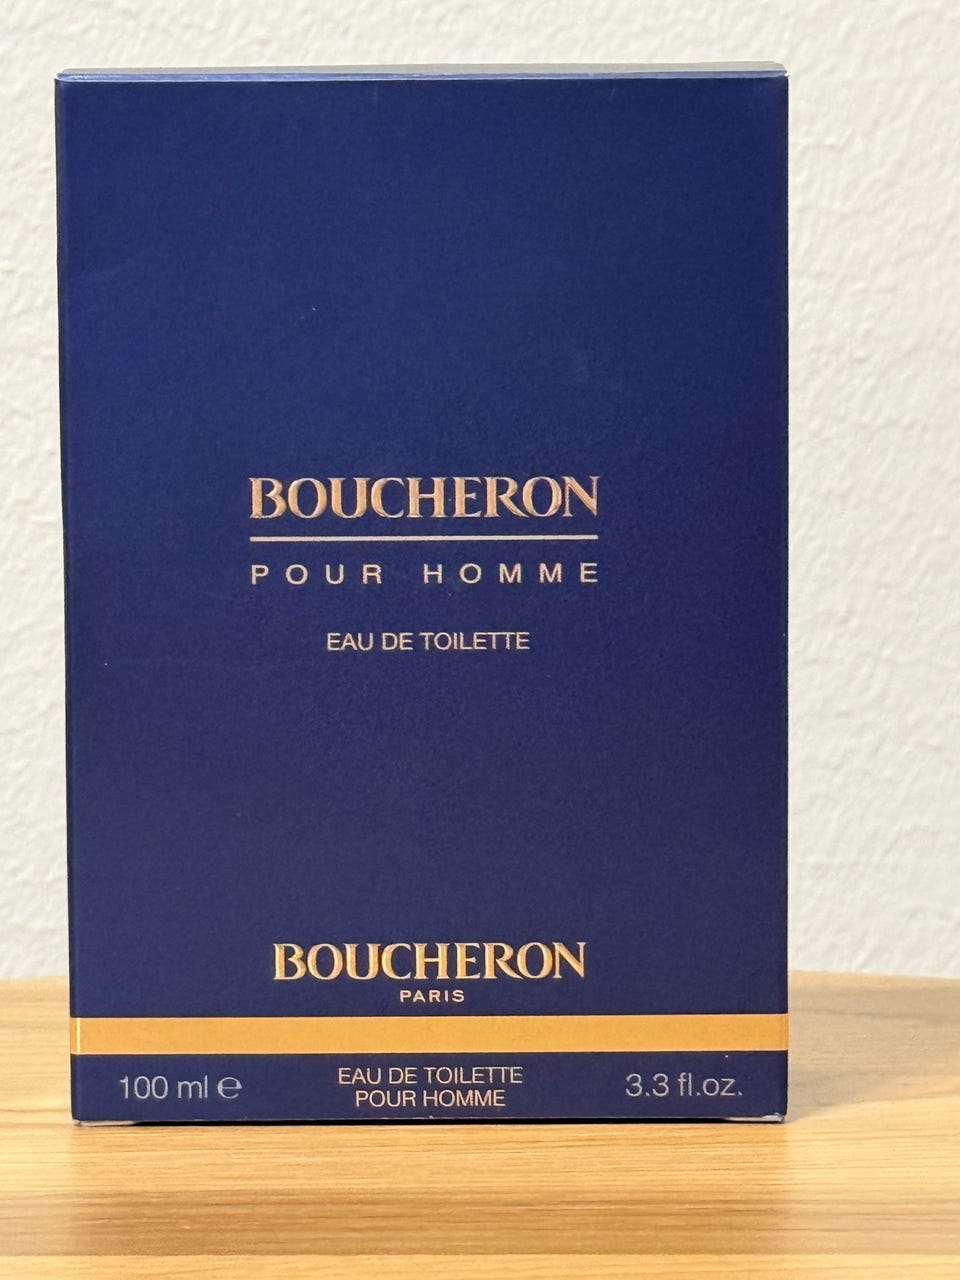 BOUCHERON
POUR HOMME
EAU DE TOILETTE
BOUCHERON
PARIS
100 ml ℮
EAU DE TOILETTE
POUR HOMME
3.3 fl.oz.